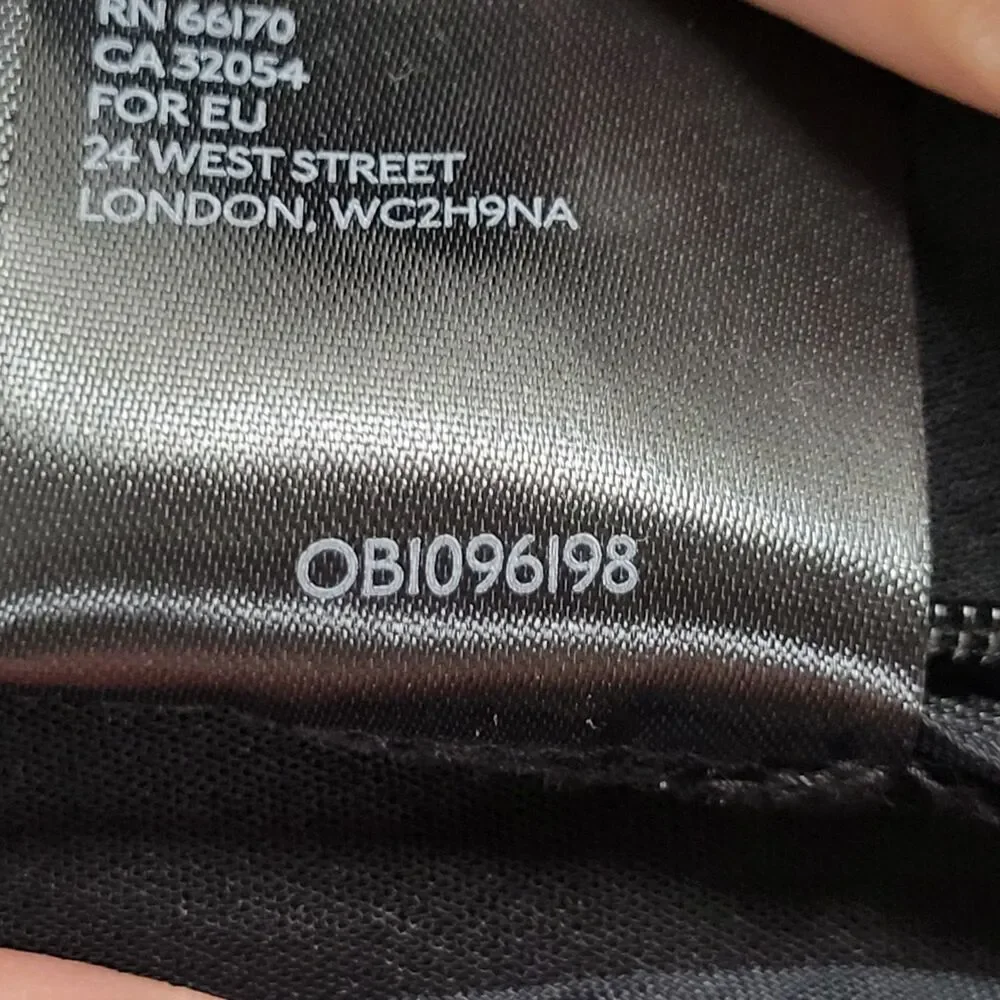 RN 66170
CA 32054
FOR EU
24 WEST STREET
LONDON, WC2H9NA
OB1096198